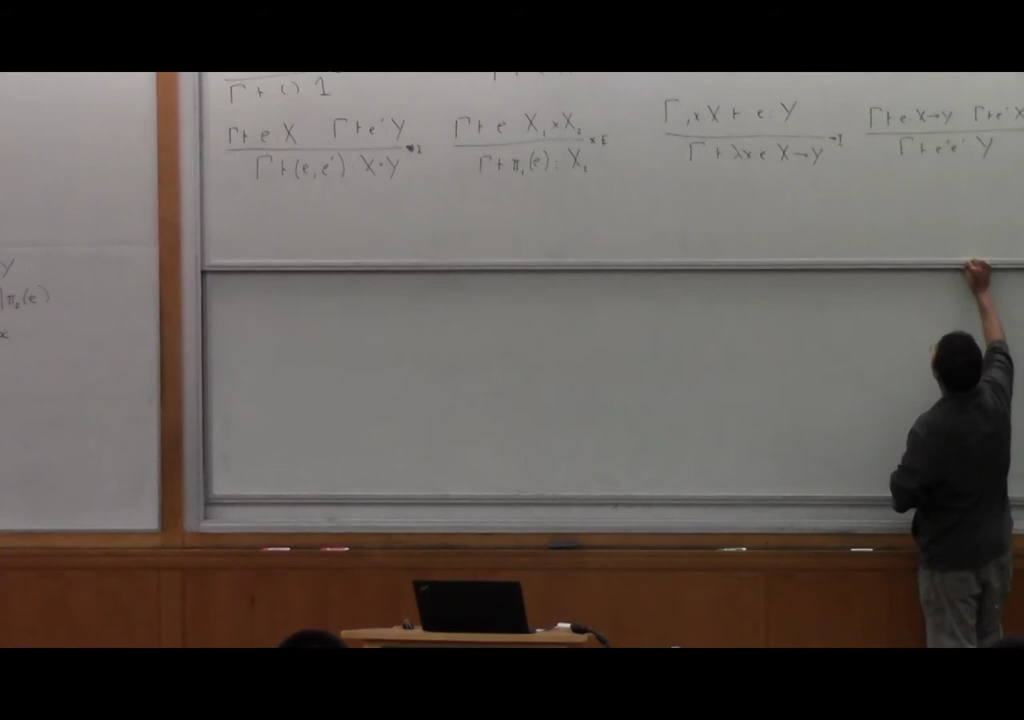 Γ ⊢ () 1
Γ ⊢ e X Γ ⊢ e' Y
Γ ⊢ (e, e') X × Y ×I
Γ ⊢ e X₁ × X₂
Γ ⊢ π₁(e) : X₁ ×E
Γ, x X ⊢ e : Y
Γ ⊢ λx e X → Y →I
Γ ⊢ e X → Y Γ ⊢ e' X
Γ ⊢ e e' Y
Y
| π₂(e)